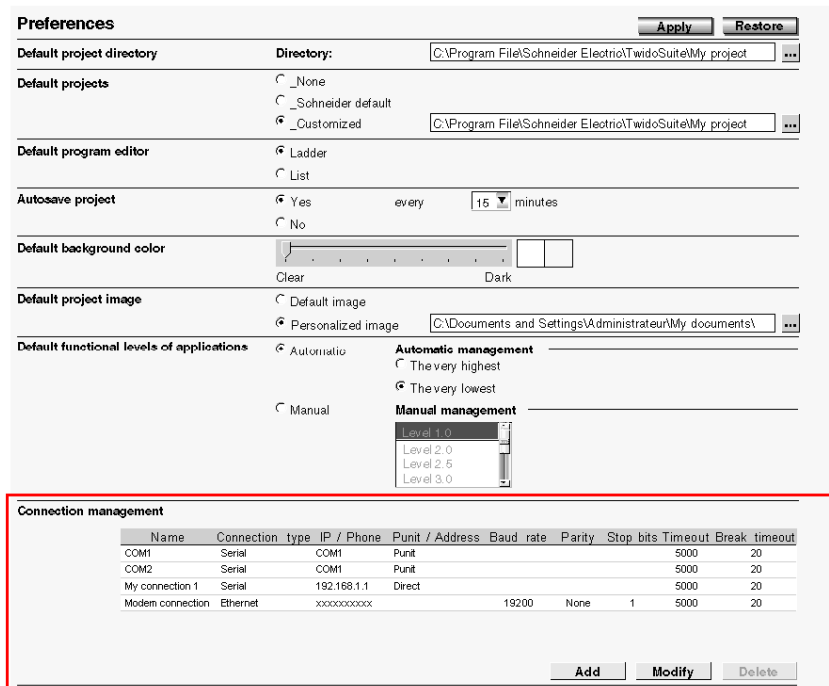 Preferences
Apply Restore
Default project directory Directory: C:\Program File\Schneider Electric\TwidoSuite\My project ...
Default projects _None
_Schneider default
_Customized C:\Program File\Schneider Electric\TwidoSuite\My project ...
Default program editor Ladder
List
Autosave project Yes every 15 minutes
No
Default background color
Clear Dark
Default project image Default image
Personalized image C:\Documents and Settings\Administrateur\My documents\ ...
Default functional levels of applications Automatic Automatic management
The very highest
The very lowest
Manual Manual management
Level 1.0
Level 2.0
Level 2.5
Level 3.0
Connection management
Name Connection type IP / Phone Punit / Address Baud rate Parity Stop bits Timeout Break timeout
COM1 Serial COM1 Punit 5000 20
COM2 Serial COM1 Punit 5000 20
My connection 1 Serial 192.168.1.1 Direct 5000 20
Modem connection Ethernet xxxxxxxxxx 19200 None 1 5000 20
Add Modify Delete